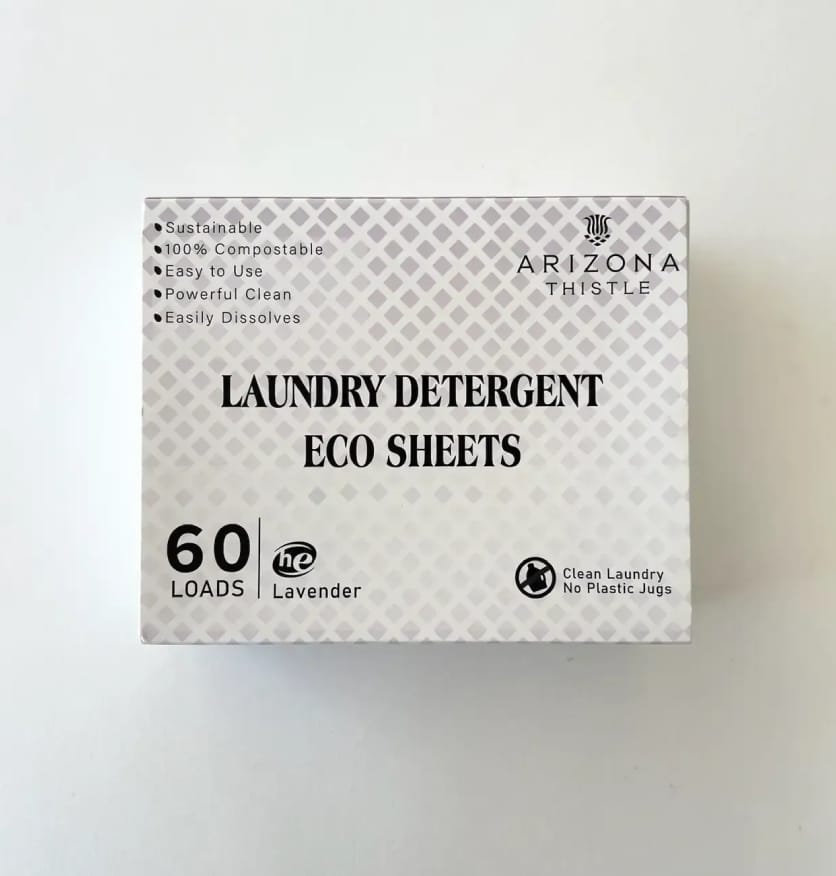 Sustainable
100% Compostable
Easy to Use
Powerful Clean
Easily Dissolves
ARIZONA
THISTLE
LAUNDRY DETERGENT
ECO SHEETS
60
LOADS
he
Lavender
Clean Laundry
No Plastic Jugs